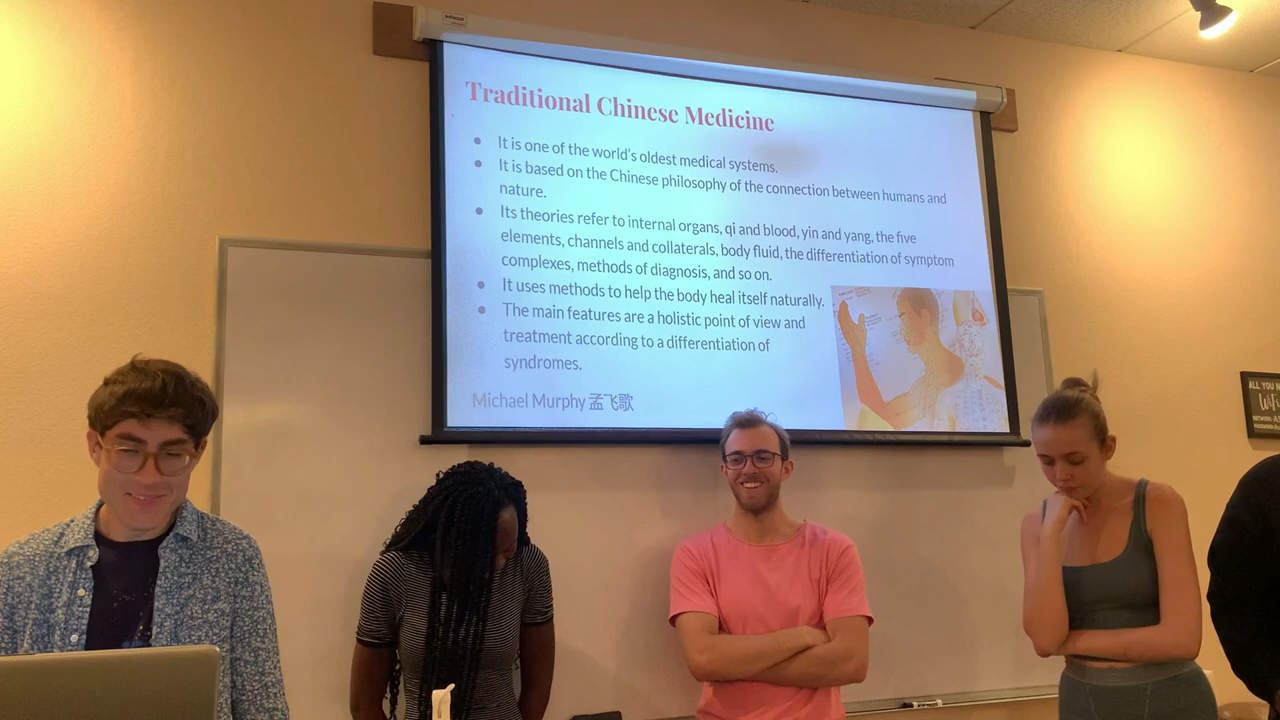 InFocus
Traditional Chinese Medicine
It is one of the world's oldest medical systems.
It is based on the Chinese philosophy of the connection between humans and
nature.
Its theories refer to internal organs, qi and blood, yin and yang, the five
elements, channels and collaterals, body fluid, the differentiation of symptom
complexes, methods of diagnosis, and so on.
It uses methods to help the body heal itself naturally.
The main features are a holistic point of view and
treatment according to a differentiation of
syndromes.
Michael Murphy 孟飞歌
ALL YOU